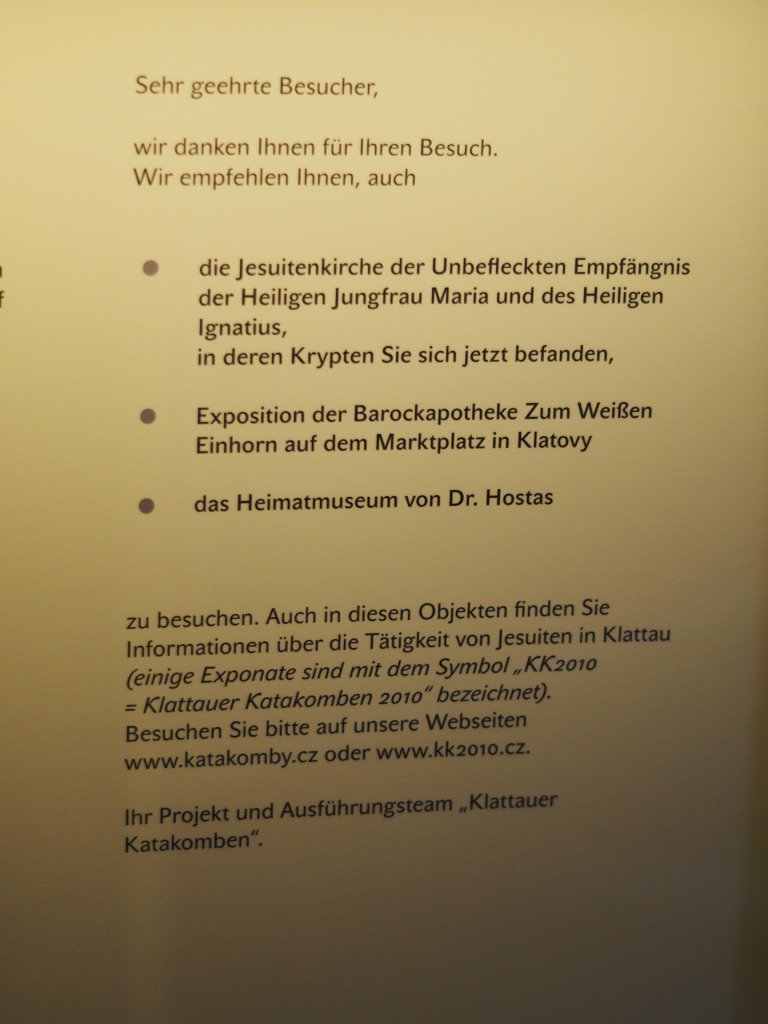 Sehr geehrte Besucher,
wir danken Ihnen für Ihren Besuch.
Wir empfehlen Ihnen, auch
die Jesuitenkirche der Unbefleckten Empfängnis
der Heiligen Jungfrau Maria und des Heiligen
Ignatius,
in deren Krypten Sie sich jetzt befanden,
Exposition der Barockapotheke Zum Weißen
Einhorn auf dem Marktplatz in Klatovy
das Heimatmuseum von Dr. Hostas
zu besuchen. Auch in diesen Objekten finden Sie
Informationen über die Tätigkeit von Jesuiten in Klattau
(einige Exponate sind mit dem Symbol „KK2010
= Klattauer Katakomben 2010“ bezeichnet).
Besuchen Sie bitte auf unsere Webseiten
www.katakomby.cz oder www.kk2010.cz.
Ihr Projekt und Ausführungsteam „Klattauer
Katakomben“.